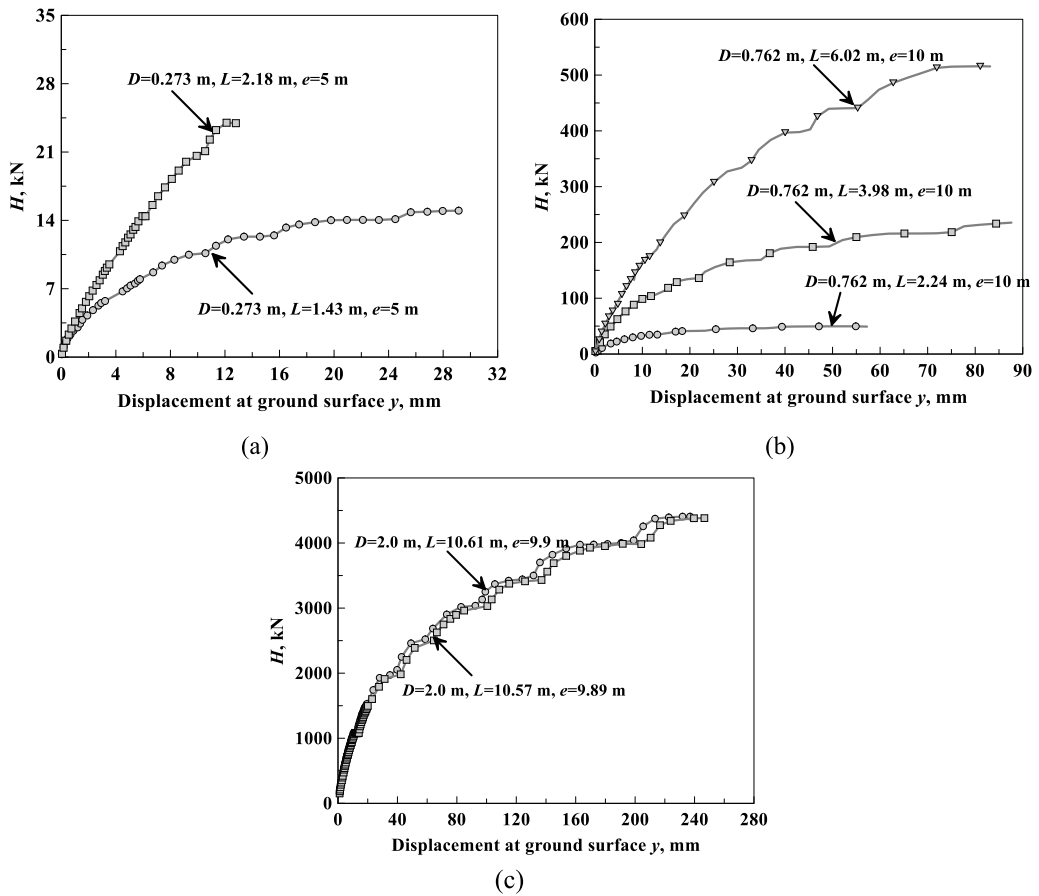 35
28
21
14
7
0
H, kN
D=0.273 m, L=2.18 m, e=5 m
D=0.273 m, L=1.43 m, e=5 m
0 4 8 12 16 20 24 28 32
Displacement at ground surface y, mm
(a)
600
500
400
300
200
100
0
H, kN
D=0.762 m, L=6.02 m, e=10 m
D=0.762 m, L=3.98 m, e=10 m
D=0.762 m, L=2.24 m, e=10 m
0 10 20 30 40 50 60 70 80 90
Displacement at ground surface y, mm
(b)
5000
4000
3000
2000
1000
0
H, kN
D=2.0 m, L=10.61 m, e=9.9 m
D=2.0 m, L=10.57 m, e=9.89 m
0 40 80 120 160 200 240 280
Displacement at ground surface y, mm
(c)